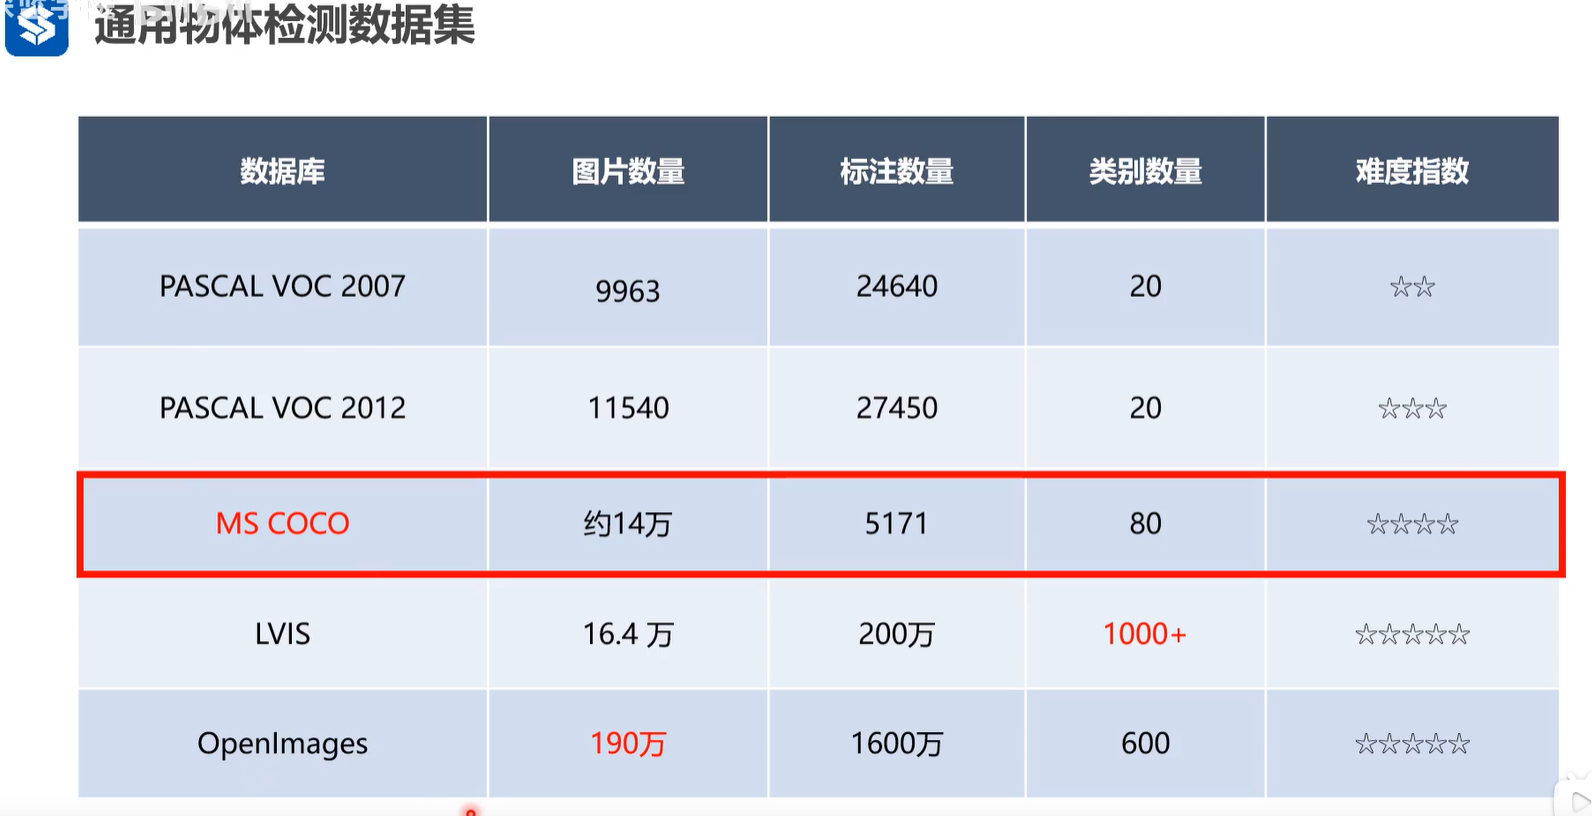 通用物体检测数据集
数据库 图片数量 标注数量 类别数量 难度指数
PASCAL VOC 2007 9963 24640 20 ☆☆
PASCAL VOC 2012 11540 27450 20 ☆☆☆
MS COCO 约14万 5171 80 ☆☆☆☆
LVIS 16.4 万 200万 1000+ ☆☆☆☆☆
OpenImages 190万 1600万 600 ☆☆☆☆☆